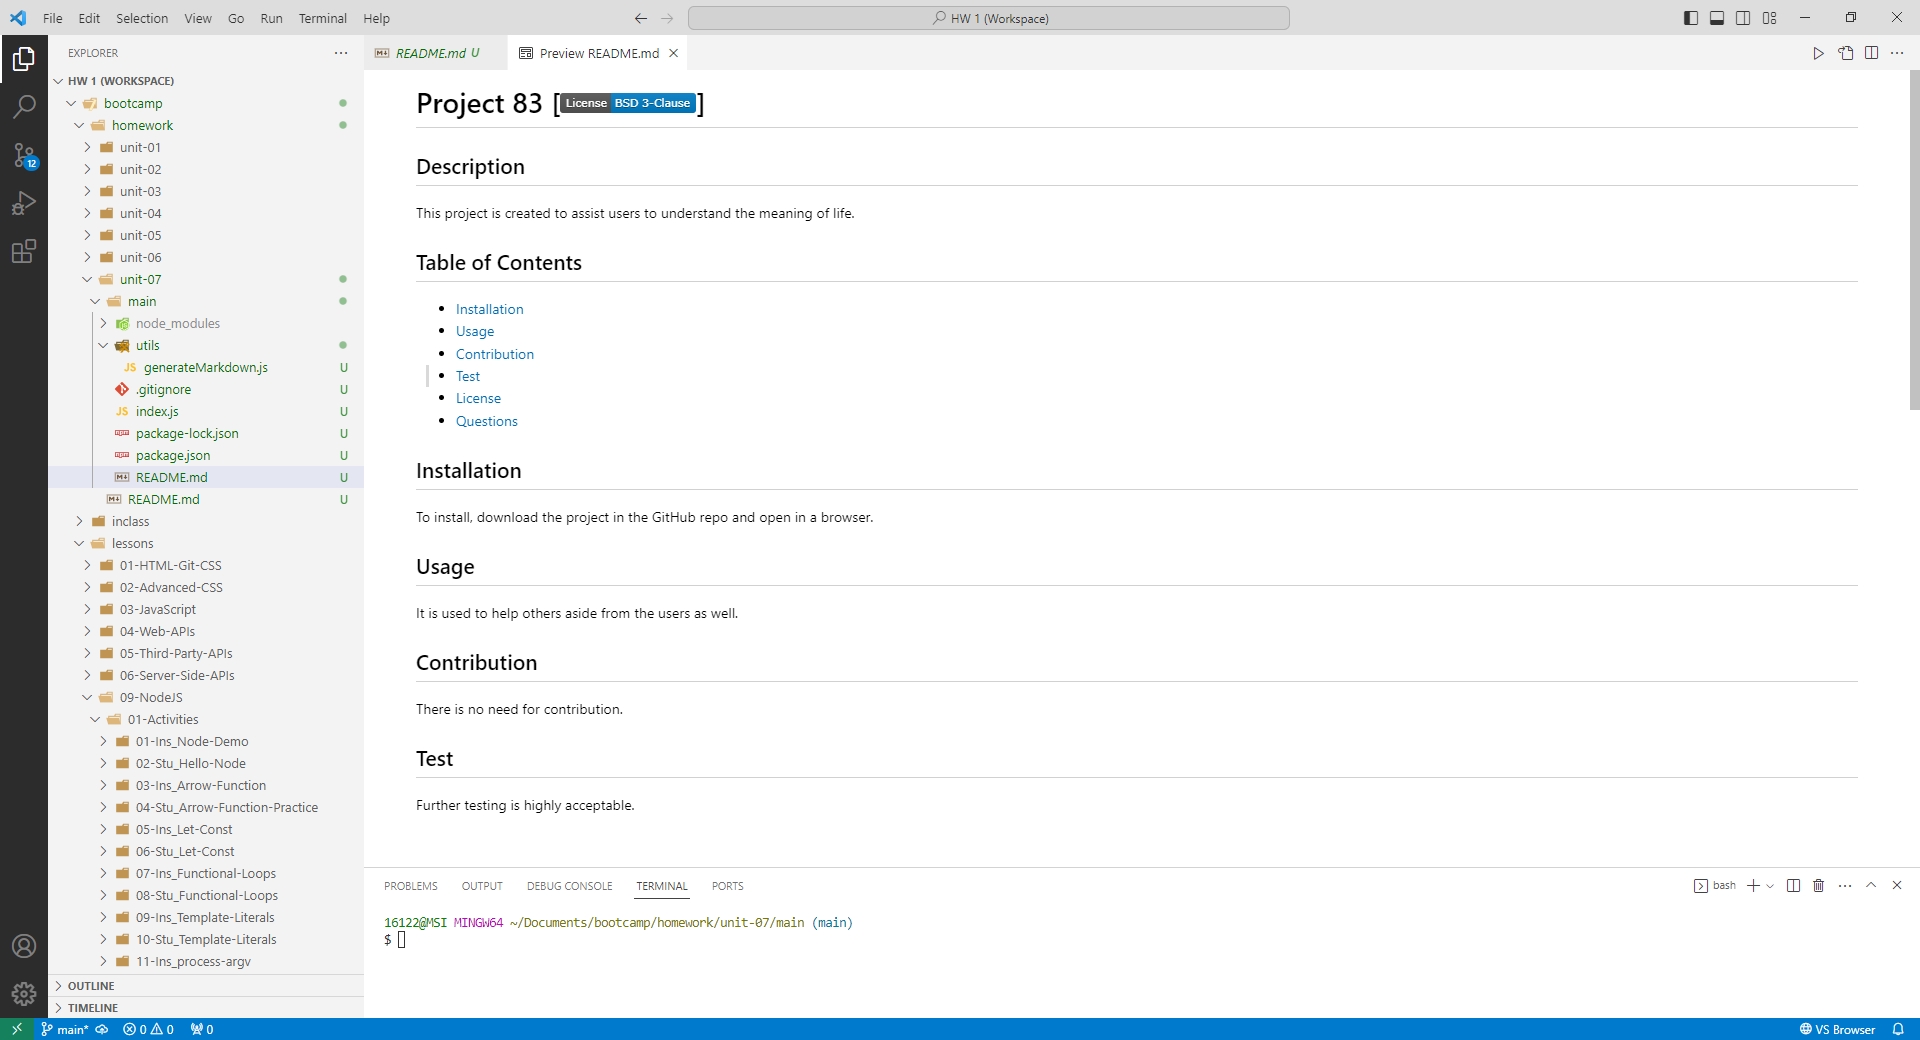 File Edit Selection View Go Run Terminal Help
HW 1 (Workspace)
EXPLORER
HW 1 (WORKSPACE)
bootcamp
homework
unit-01
unit-02
unit-03
unit-04
unit-05
unit-06
unit-07
main
node_modules
utils
JS generateMarkdown.js U
.gitignore U
JS index.js U
package-lock.json U
package.json U
README.md U
README.md U
inclass
lessons
01-HTML-Git-CSS
02-Advanced-CSS
03-JavaScript
04-Web-APIs
05-Third-Party-APIs
06-Server-Side-APIs
09-NodeJS
01-Activities
01-Ins_Node-Demo
02-Stu_Hello-Node
03-Ins_Arrow-Function
04-Stu_Arrow-Function-Practice
05-Ins_Let-Const
06-Stu_Let-Const
07-Ins_Functional-Loops
08-Stu_Functional-Loops
09-Ins_Template-Literals
10-Stu_Template-Literals
11-Ins_process-argv
OUTLINE
TIMELINE
12
README.md U
Preview README.md
Project 83 [License BSD 3-Clause]
Description
This project is created to assist users to understand the meaning of life.
Table of Contents
Installation
Usage
Contribution
Test
License
Questions
Installation
To install, download the project in the GitHub repo and open in a browser.
Usage
It is used to help others aside from the users as well.
Contribution
There is no need for contribution.
Test
Further testing is highly acceptable.
PROBLEMS OUTPUT DEBUG CONSOLE TERMINAL PORTS
bash
16122@MSI MINGW64 ~/Documents/bootcamp/homework/unit-07/main (main)
$
main* 0 0 0
VS Browser